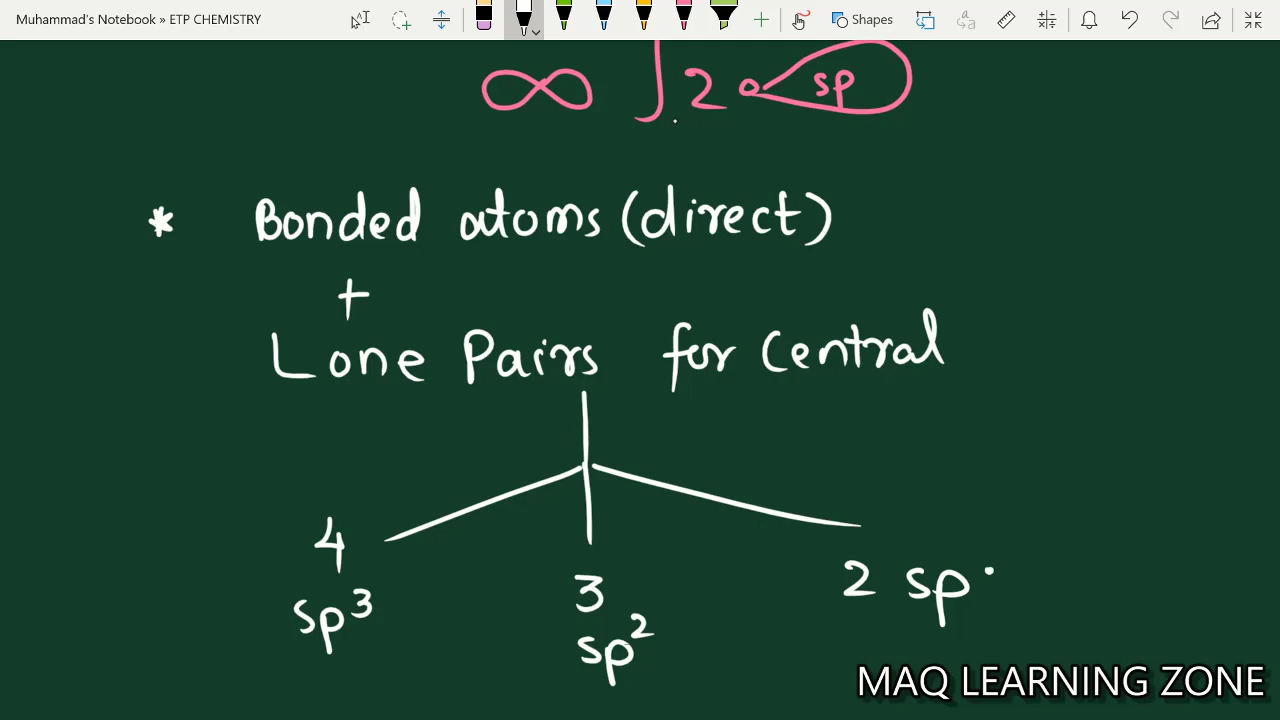 Muhammad's Notebook » ETP CHEMISTRY
Shapes
∞ 2 sp
* Bonded atoms (direct)
+
Lone Pairs for Central
4 3 2 sp
sp³ sp²
MAQ LEARNING ZONE